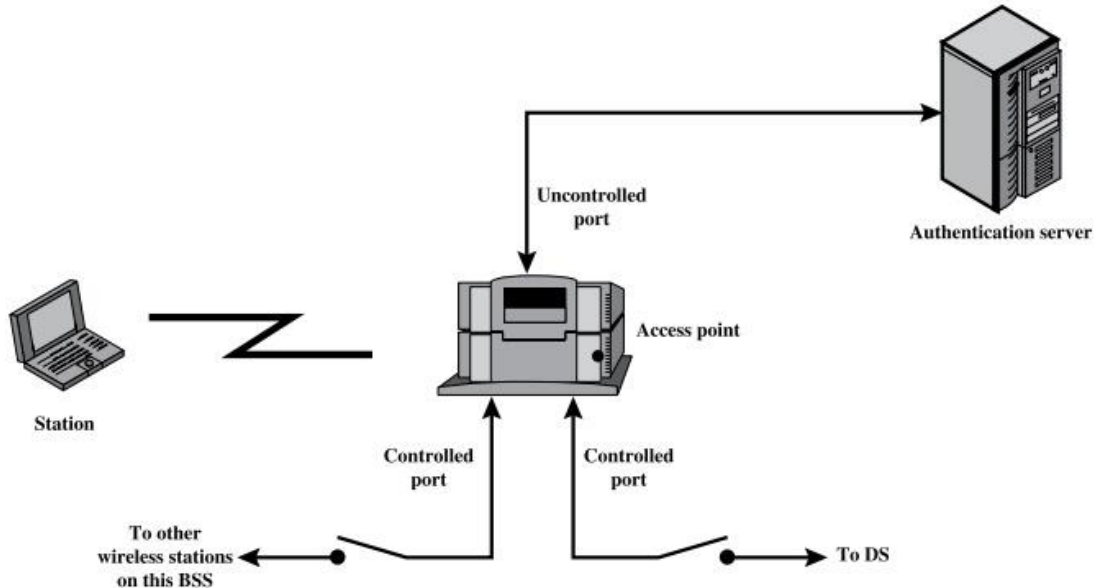 Uncontrolled
port
Authentication server
Access point
Station
Controlled
port
Controlled
port
To other
wireless stations
on this BSS
To DS